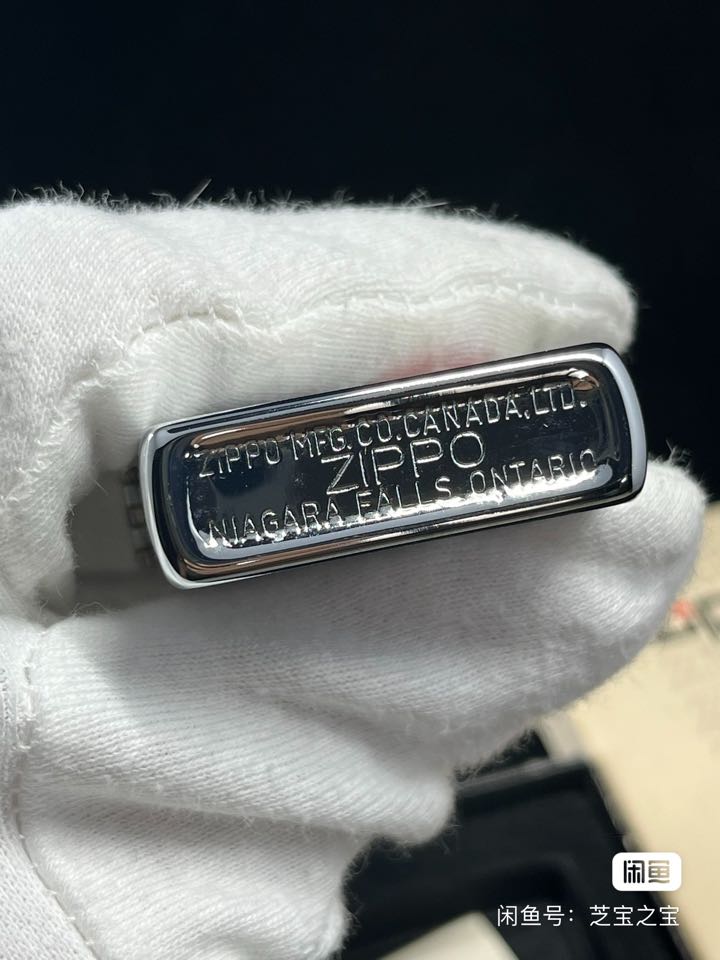 ZIPPO MFG.CO.CANADA,LTD.
ZIPPO
NIAGARA FALLS, ONTARIO
闲鱼
闲鱼号：芝宝之宝